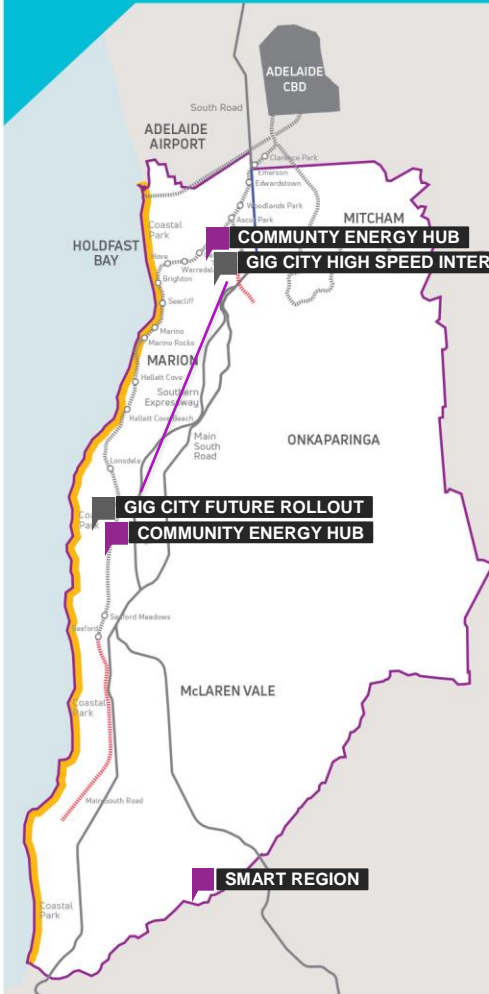 ADELAIDE
CBD
South Road
ADELAIDE
AIRPORT
Clarence Park
Emerson
Edwardstown
Woodlands Park
Ascot Park
MITCHAM
Coastal
Park
HOLDFAST
BAY
COMMUNTY ENERGY HUB
GIG CITY HIGH SPEED INTER
Hove
Warradale
Brighton
Seacliff
Marino
Marino Rocks
MARION
Hallett Cove
Southern
Expressway
Hallett Cove Beach
Main
South
Road
ONKAPARINGA
Lonsdale
GIG CITY FUTURE ROLLOUT
Park
COMMUNITY ENERGY HUB
Seaford Meadows
Seaford
McLAREN VALE
Coastal
Park
Main South Road
SMART REGION
Coastal
Park